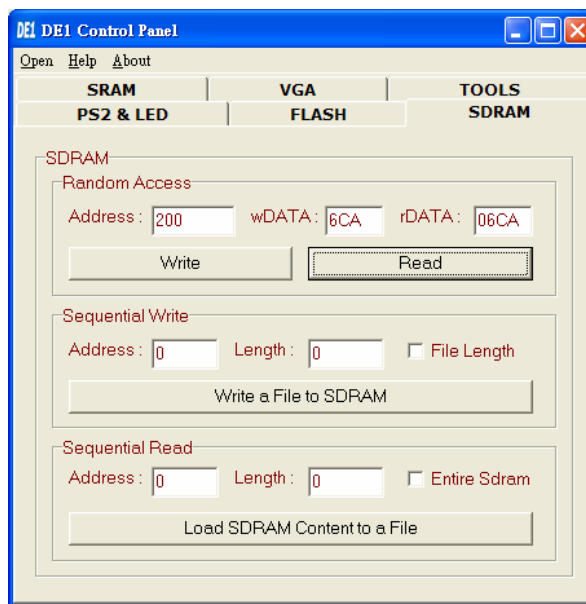 DE1 DE1 Control Panel
Open Help About
SRAM VGA TOOLS
PS2 & LED FLASH SDRAM
SDRAM
Random Access
Address : 200 wDATA : 6CA rDATA : 06CA
Write Read
Sequential Write
Address : 0 Length : 0 File Length
Write a File to SDRAM
Sequential Read
Address : 0 Length : 0 Entire Sdram
Load SDRAM Content to a File